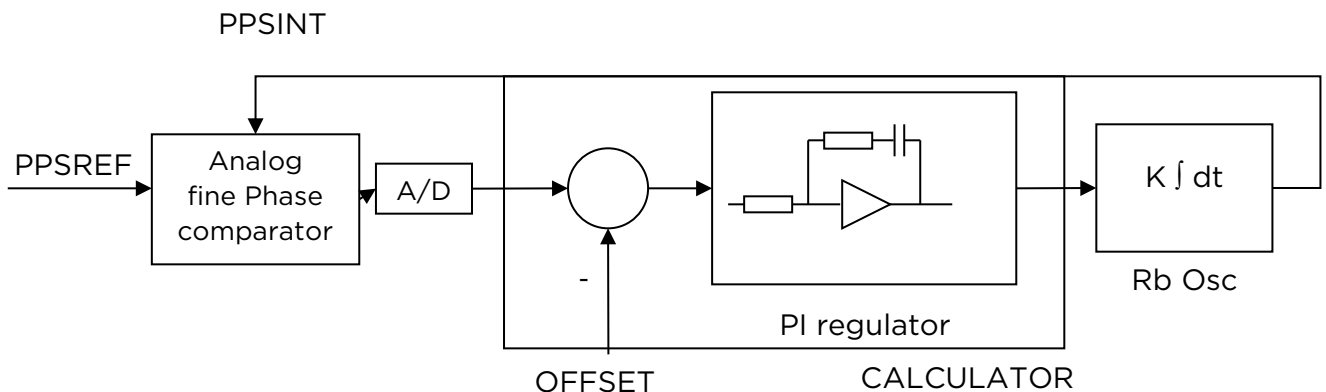 PPSINT
PPSREF
Analog
fine Phase
comparator
A/D
K ∫ dt
Rb Osc
-
PI regulator
OFFSET
CALCULATOR